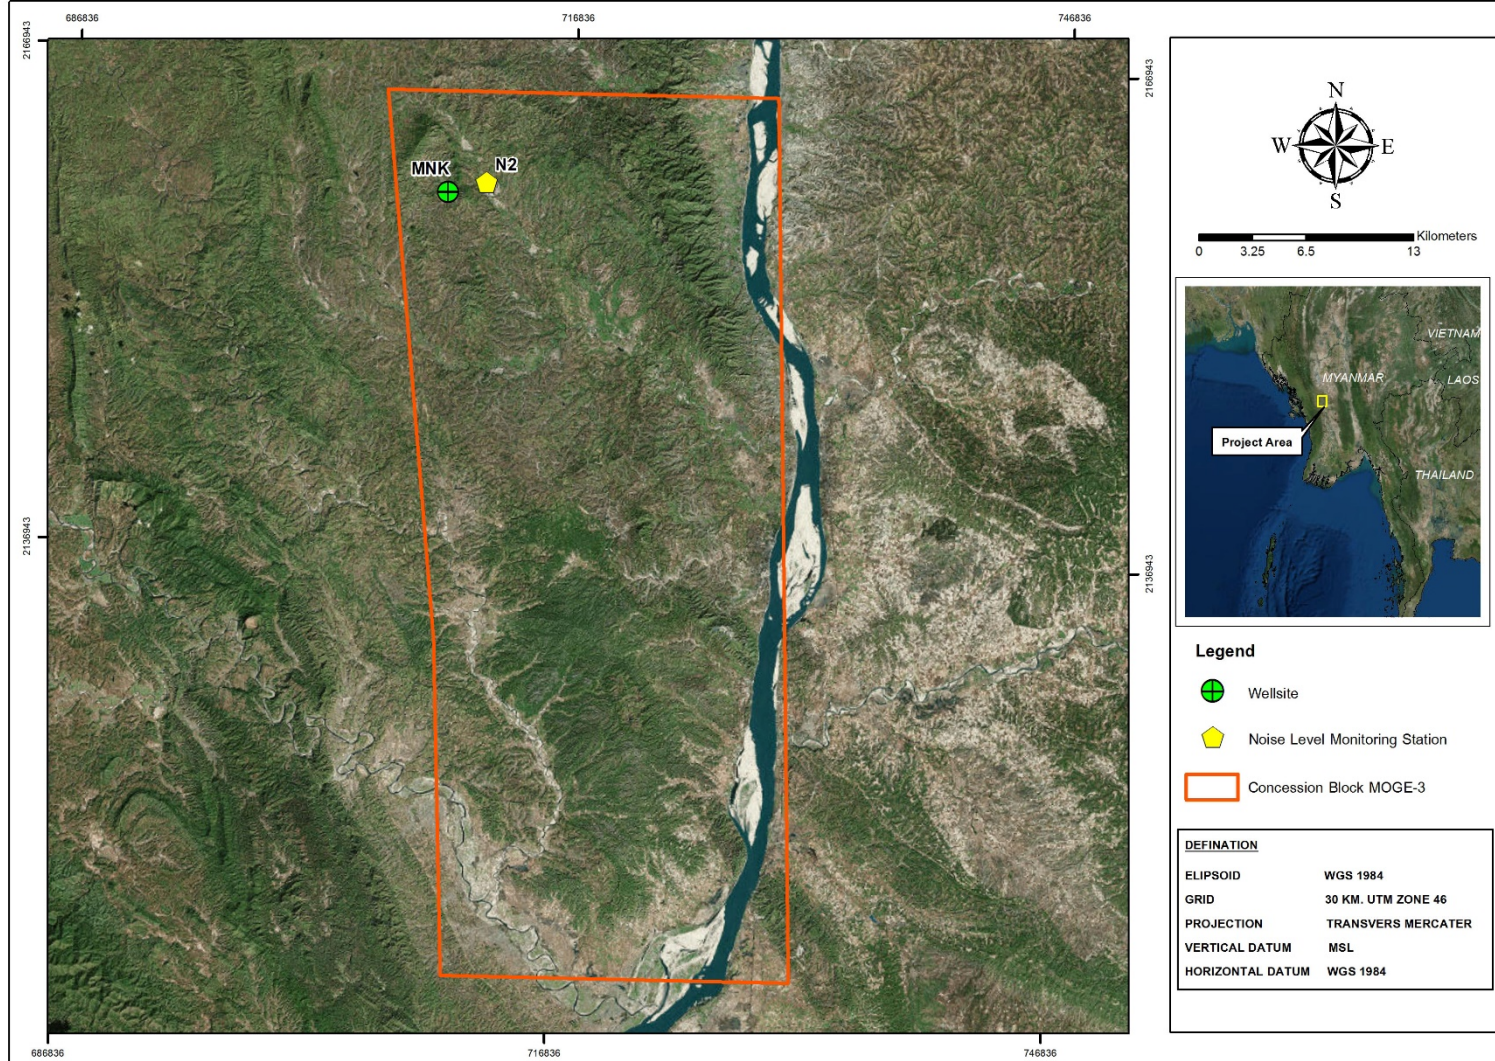 686836 716836 746836
2166943
2166943
MNK N2
2136943
2136943
686836 716836 746836
N
W E
S
Kilometers
0 3.25 6.5 13
VIETNAM
MYANMAR
LAOS
Project Area
THAILAND
Legend
Wellsite
Noise Level Monitoring Station
Concession Block MOGE-3
DEFINATION
ELIPSOID WGS 1984
GRID 30 KM. UTM ZONE 46
PROJECTION TRANSVERS MERCATER
VERTICAL DATUM MSL
HORIZONTAL DATUM WGS 1984